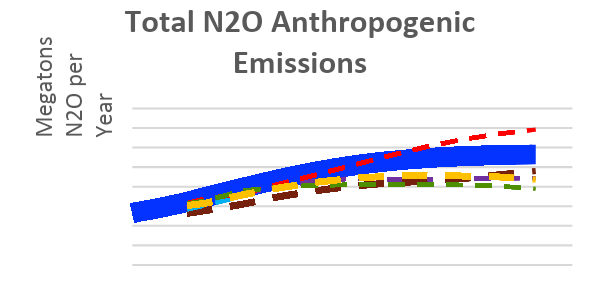 Total N2O Anthropogenic
Emissions
Megatons
N2O per
Year